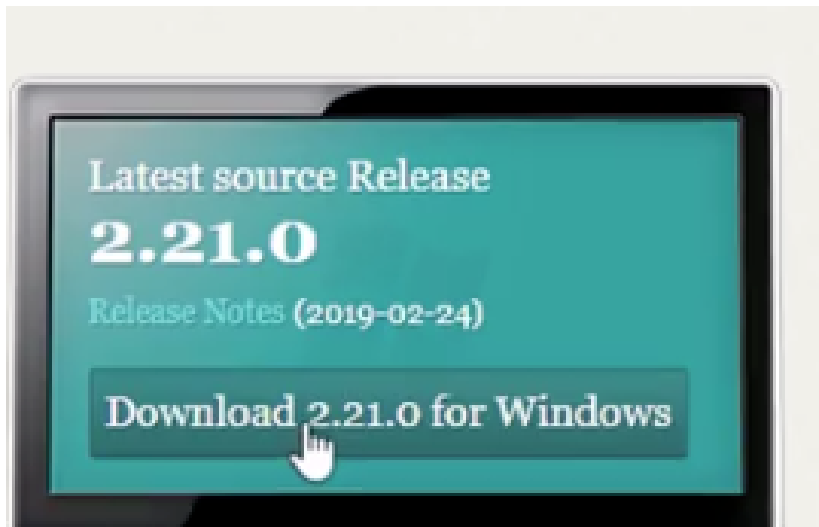 Latest source Release
2.21.0
Release Notes (2019-02-24)
Download 2.21.0 for Windows